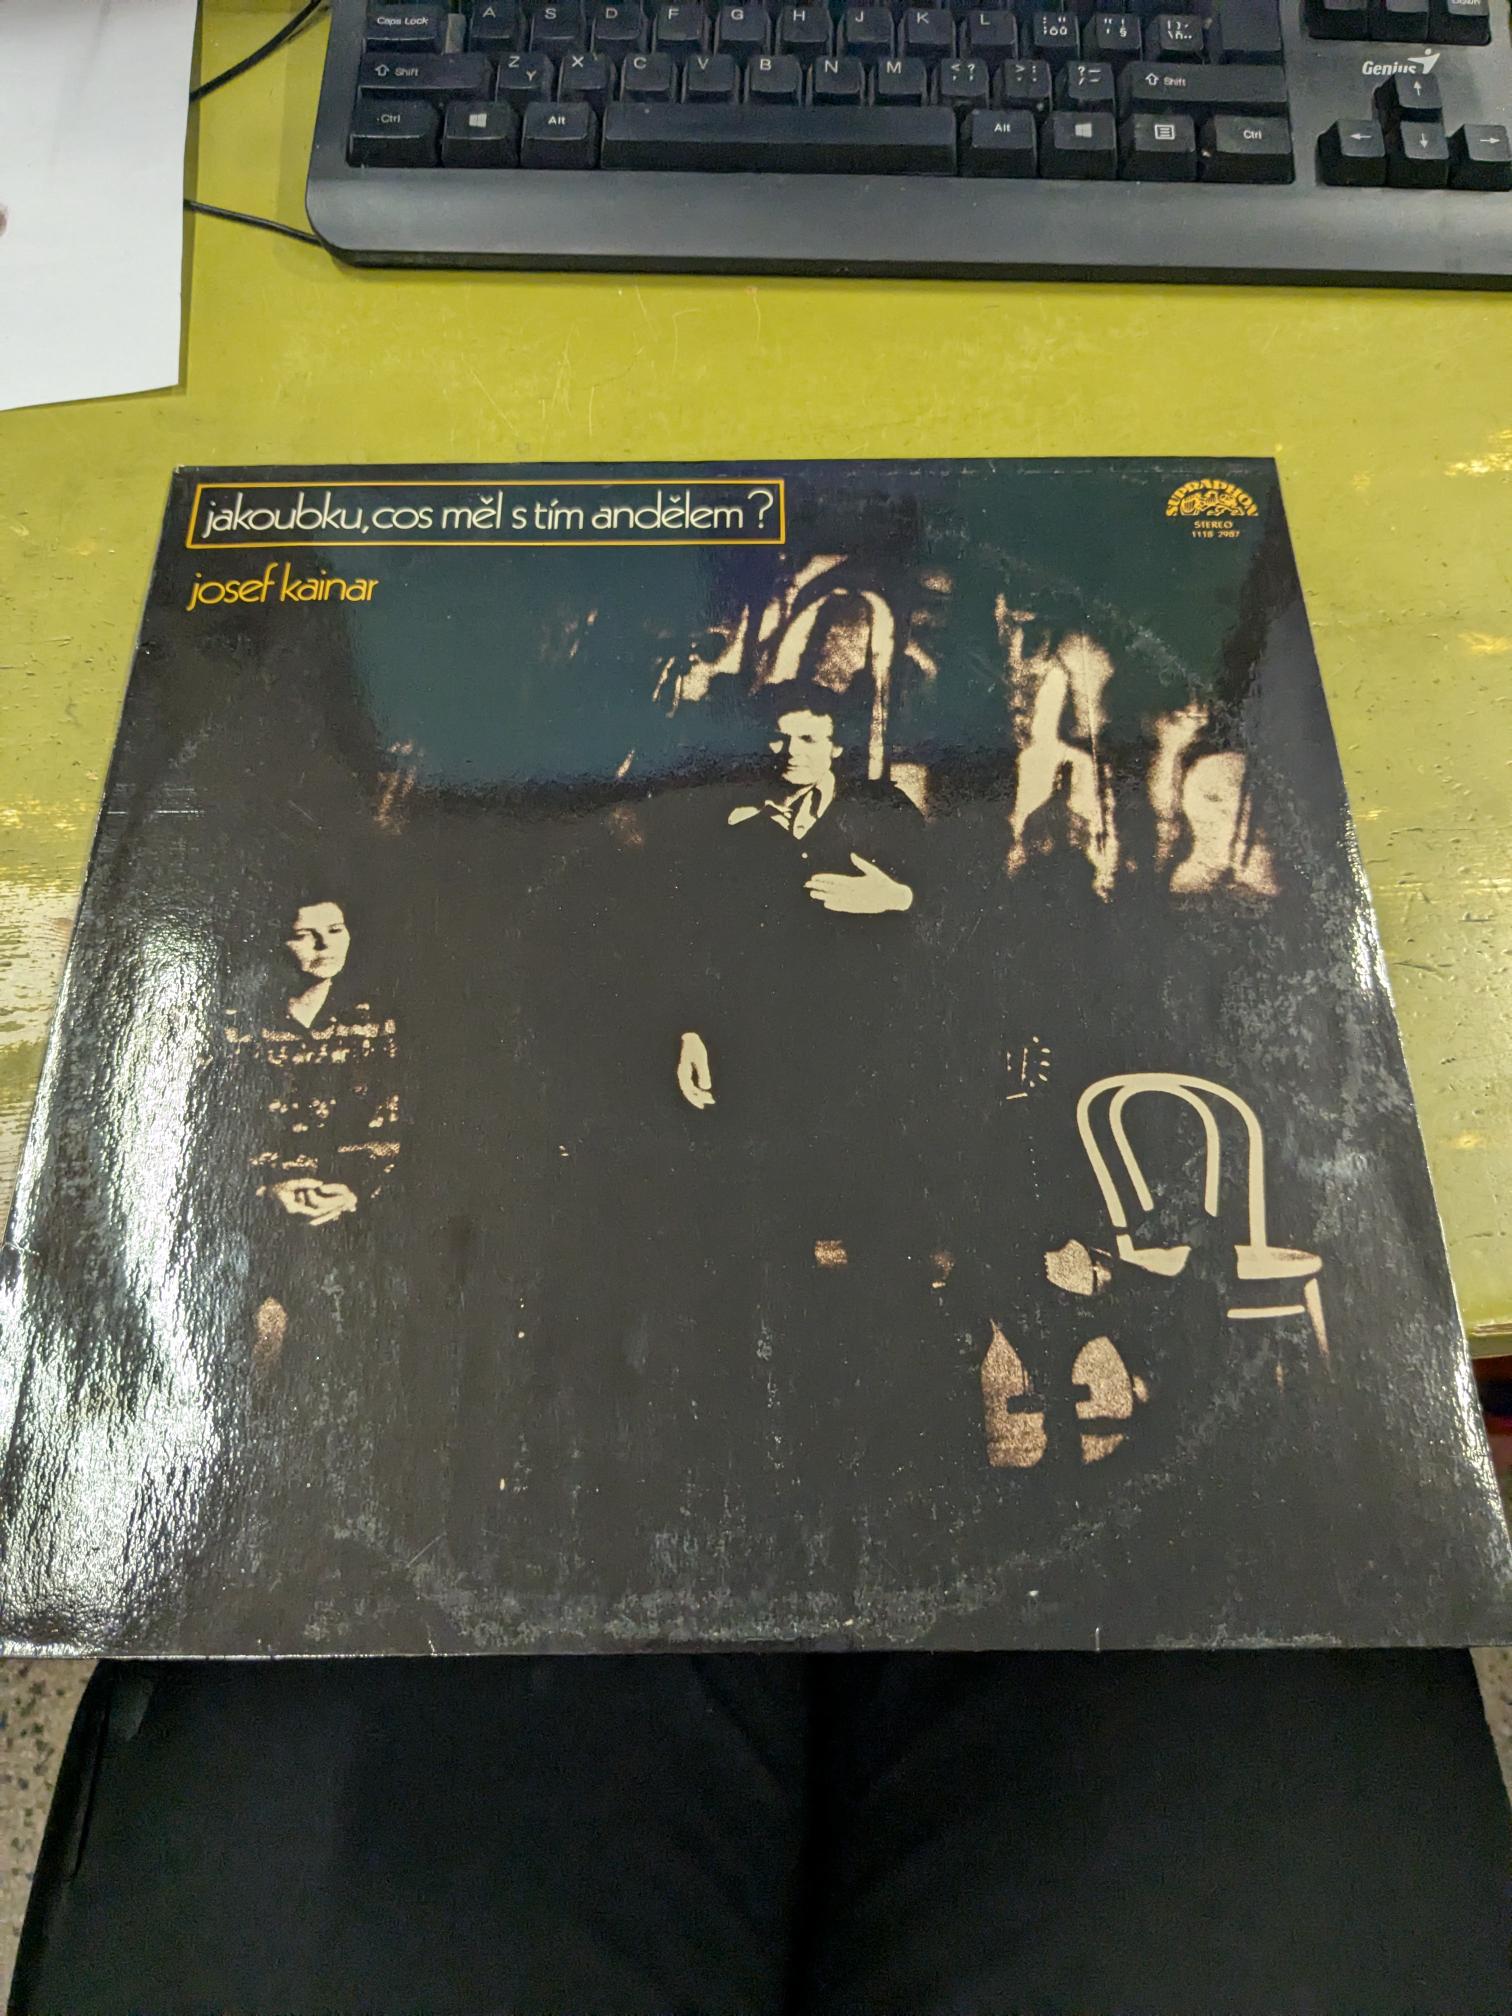 Caps Lock A S D F G H J K L
Shift Z Y X C V B N M < ? , : > : . : ? – Shift
Ctrl Alt Alt Ctrl
Genius
jakoubku, cos měl s tím andělem?
josef kainar
SUPRAPHON
STEREO
1118 2987